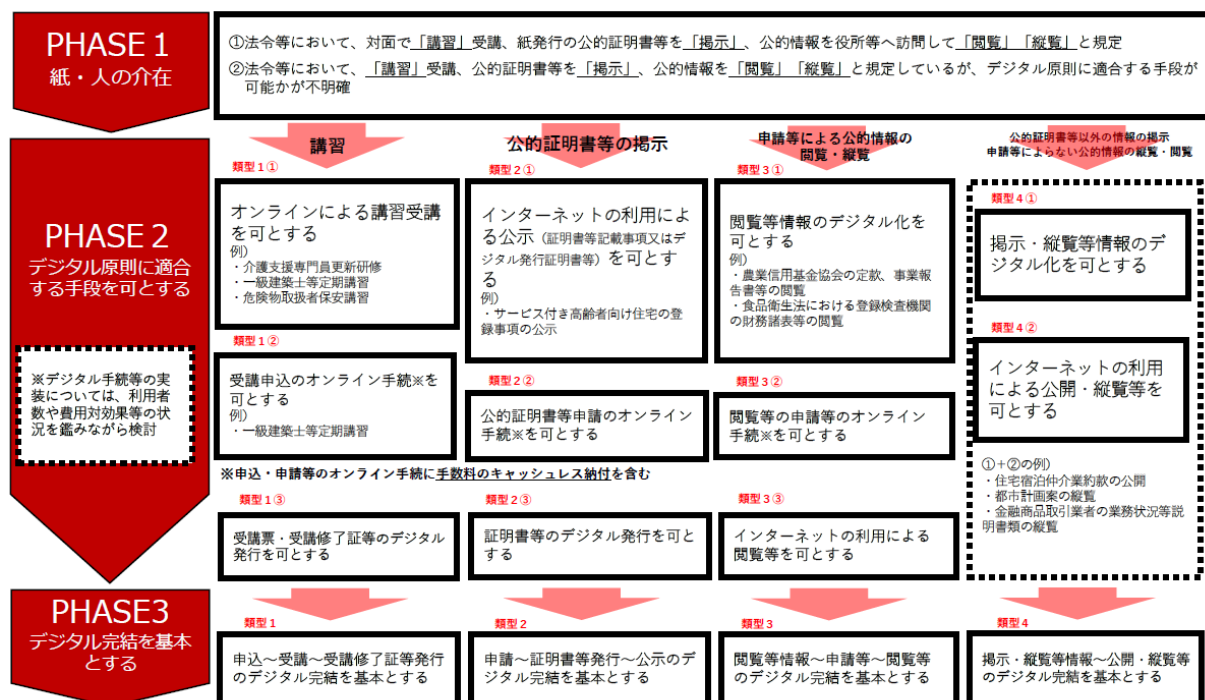 PHASE 1
紙・人の介在
①法令等において、対面で「講習」受講、紙発行の公的証明書等を「掲示」、公的情報を役所等へ訪問して「閲覧」「縦覧」と規定
②法令等において、「講習」受講、公的証明書等を「掲示」、公的情報を「閲覧」「縦覧」と規定しているが、デジタル原則に適合する手段が
可能かが不明確
PHASE 2
デジタル原則に適合
する手段を可とする
※デジタル手続等の実
装については、利用者
数や費用対効果等の状
況を鑑みながら検討
講習
類型1①
オンラインによる講習受講
を可とする
例)
・介護支援専門員更新研修
・一級建築士等定期講習
・危険物取扱者保安講習
類型1②
受講申込のオンライン手続※を
可とする
例)
・一級建築士等定期講習
公的証明書等の掲示
類型2①
インターネットの利用によ
る公示（証明書等記載事項又はデ
ジタル発行証明書等）を可とす
る
例)
・サービス付き高齢者向け住宅の登
録事項の公示
類型2②
公的証明書等申請のオンライン
手続※を可とする
申請等による公的情報の
閲覧・縦覧
類型3①
閲覧等情報のデジタル化を
可とする
例)
・農業信用基金協会の定款、事業報
告書等の閲覧
・食品衛生法における登録検査機関
の財務諸表等の閲覧
類型3②
閲覧等の申請等のオンライン
手続※を可とする
公的証明書等以外の情報の掲示
申請等によらない公的情報の縦覧・閲覧
類型4①
掲示・縦覧等情報のデ
ジタル化を可とする
類型4②
インターネットの利用
による公開・縦覧等を
可とする
①+②の例)
・住宅宿泊仲介業約款の公開
・都市計画案の縦覧
・金融商品取引業者の業務状況等説
明書類の縦覧
※申込・申請等のオンライン手続に手数料のキャッシュレス納付を含む
類型1③
受講票・受講修了証等のデジタル
発行を可とする
類型2③
証明書等のデジタル発行を可と
する
類型3③
インターネットの利用による
閲覧等を可とする
PHASE3
デジタル完結を基本
とする
類型1
申込～受講～受講修了証等発行
のデジタル完結を基本とする
類型2
申請～証明書等発行～公示のデ
ジタル完結を基本とする
類型3
閲覧等情報～申請等～閲覧等
のデジタル完結を基本とする
類型4
掲示・縦覧等情報～公開・縦覧等
のデジタル完結を基本とする